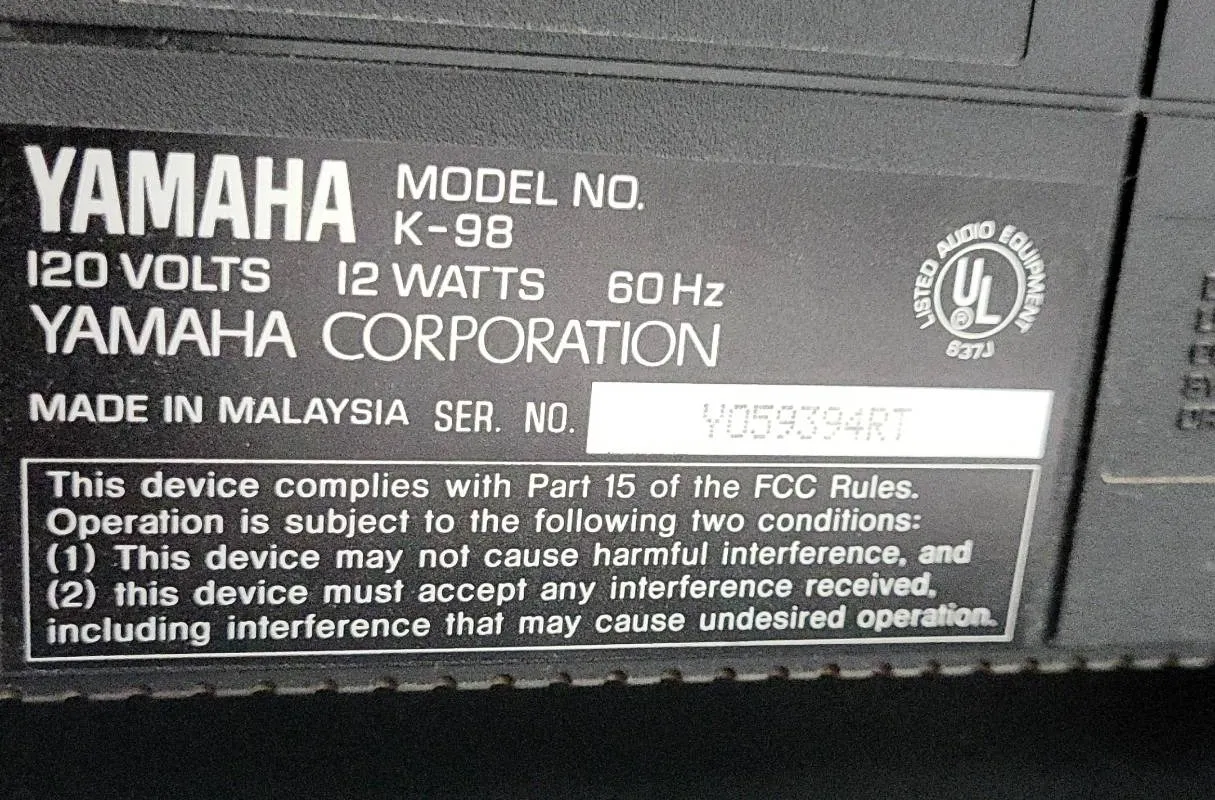 YAMAHA MODEL NO.
K-98
120 VOLTS 12 WATTS 60 Hz
YAMAHA CORPORATION
LISTED AUDIO EQUIPMENT
UL
®
637J
MADE IN MALAYSIA SER. NO. Y059394RT
This device complies with Part 15 of the FCC Rules.
Operation is subject to the following two conditions:
(1) This device may not cause harmful interference, and
(2) this device must accept any interference received,
including interference that may cause undesired operation.